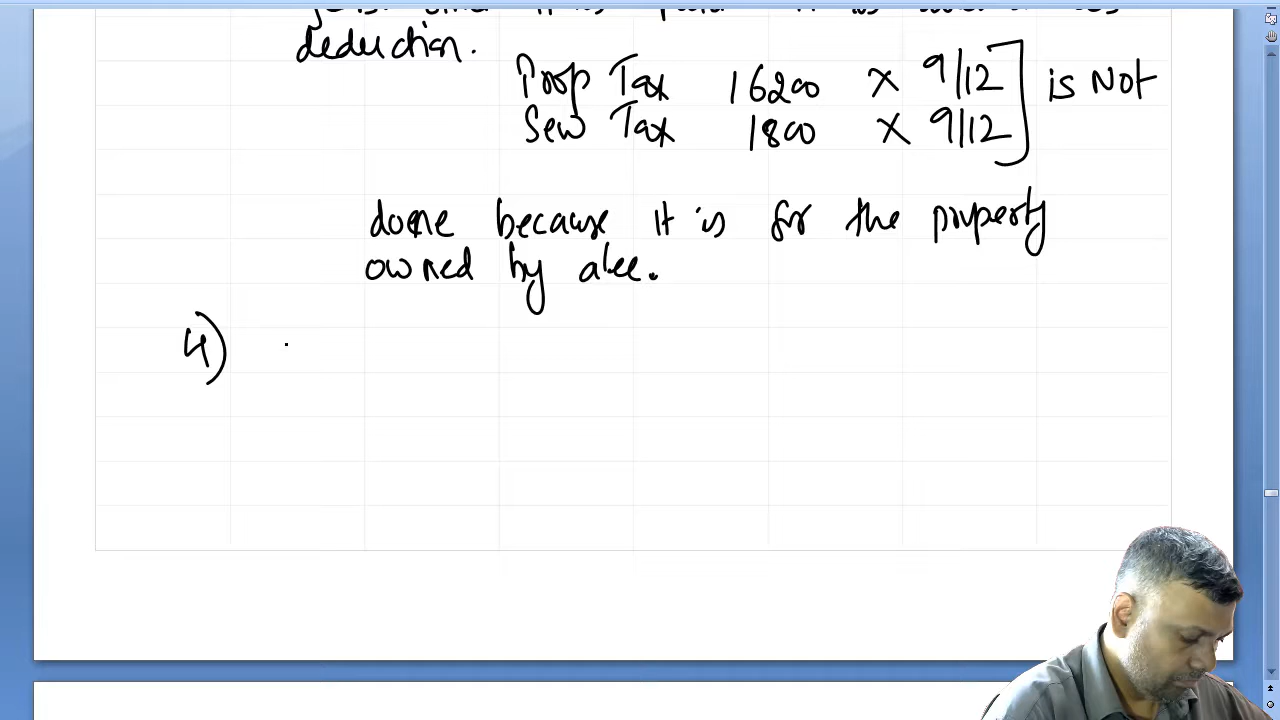 deduction.
Prop Tax 16200 X 9/12 ] is Not
Sew Tax 1800 X 9/12
done because it is for the property
owned by
4)